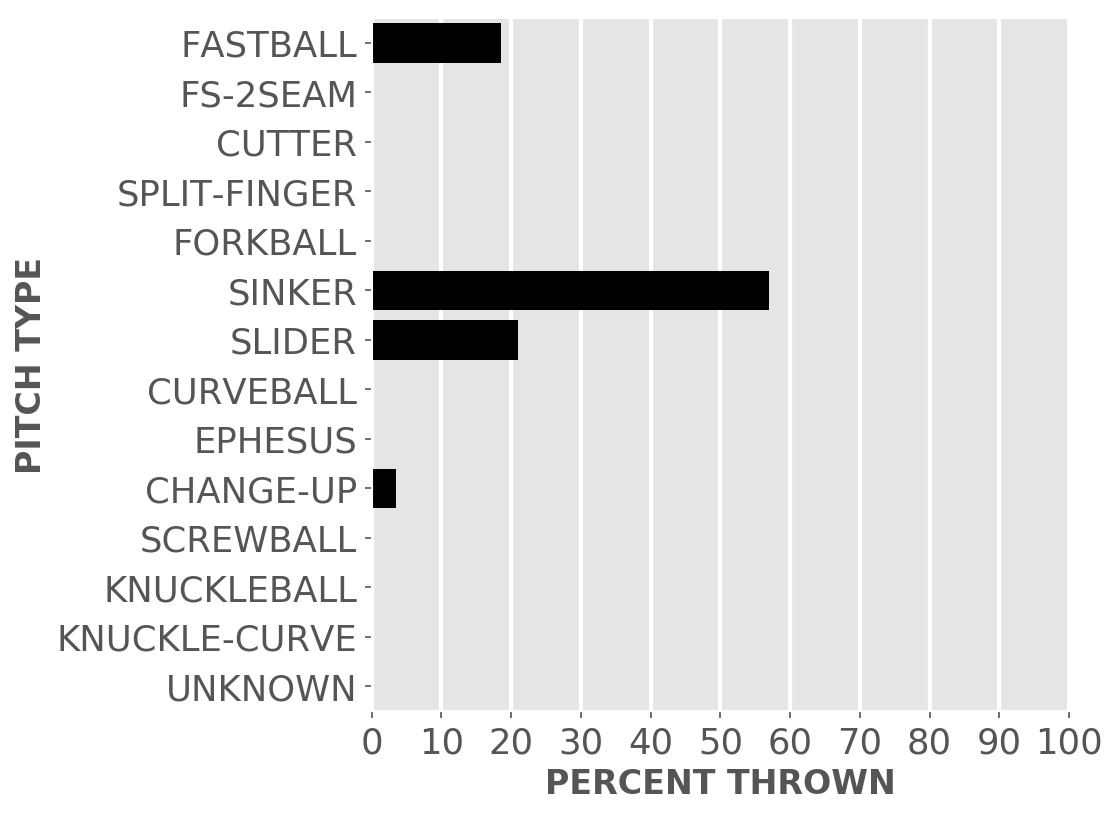 FASTBALL
FS-2SEAM
CUTTER
SPLIT-FINGER
FORKBALL
SINKER
SLIDER
CURVEBALL
EPHESUS
CHANGE-UP
SCREWBALL
KNUCKLEBALL
KNUCKLE-CURVE
UNKNOWN
PITCH TYPE
0 10 20 30 40 50 60 70 80 90 100
PERCENT THROWN